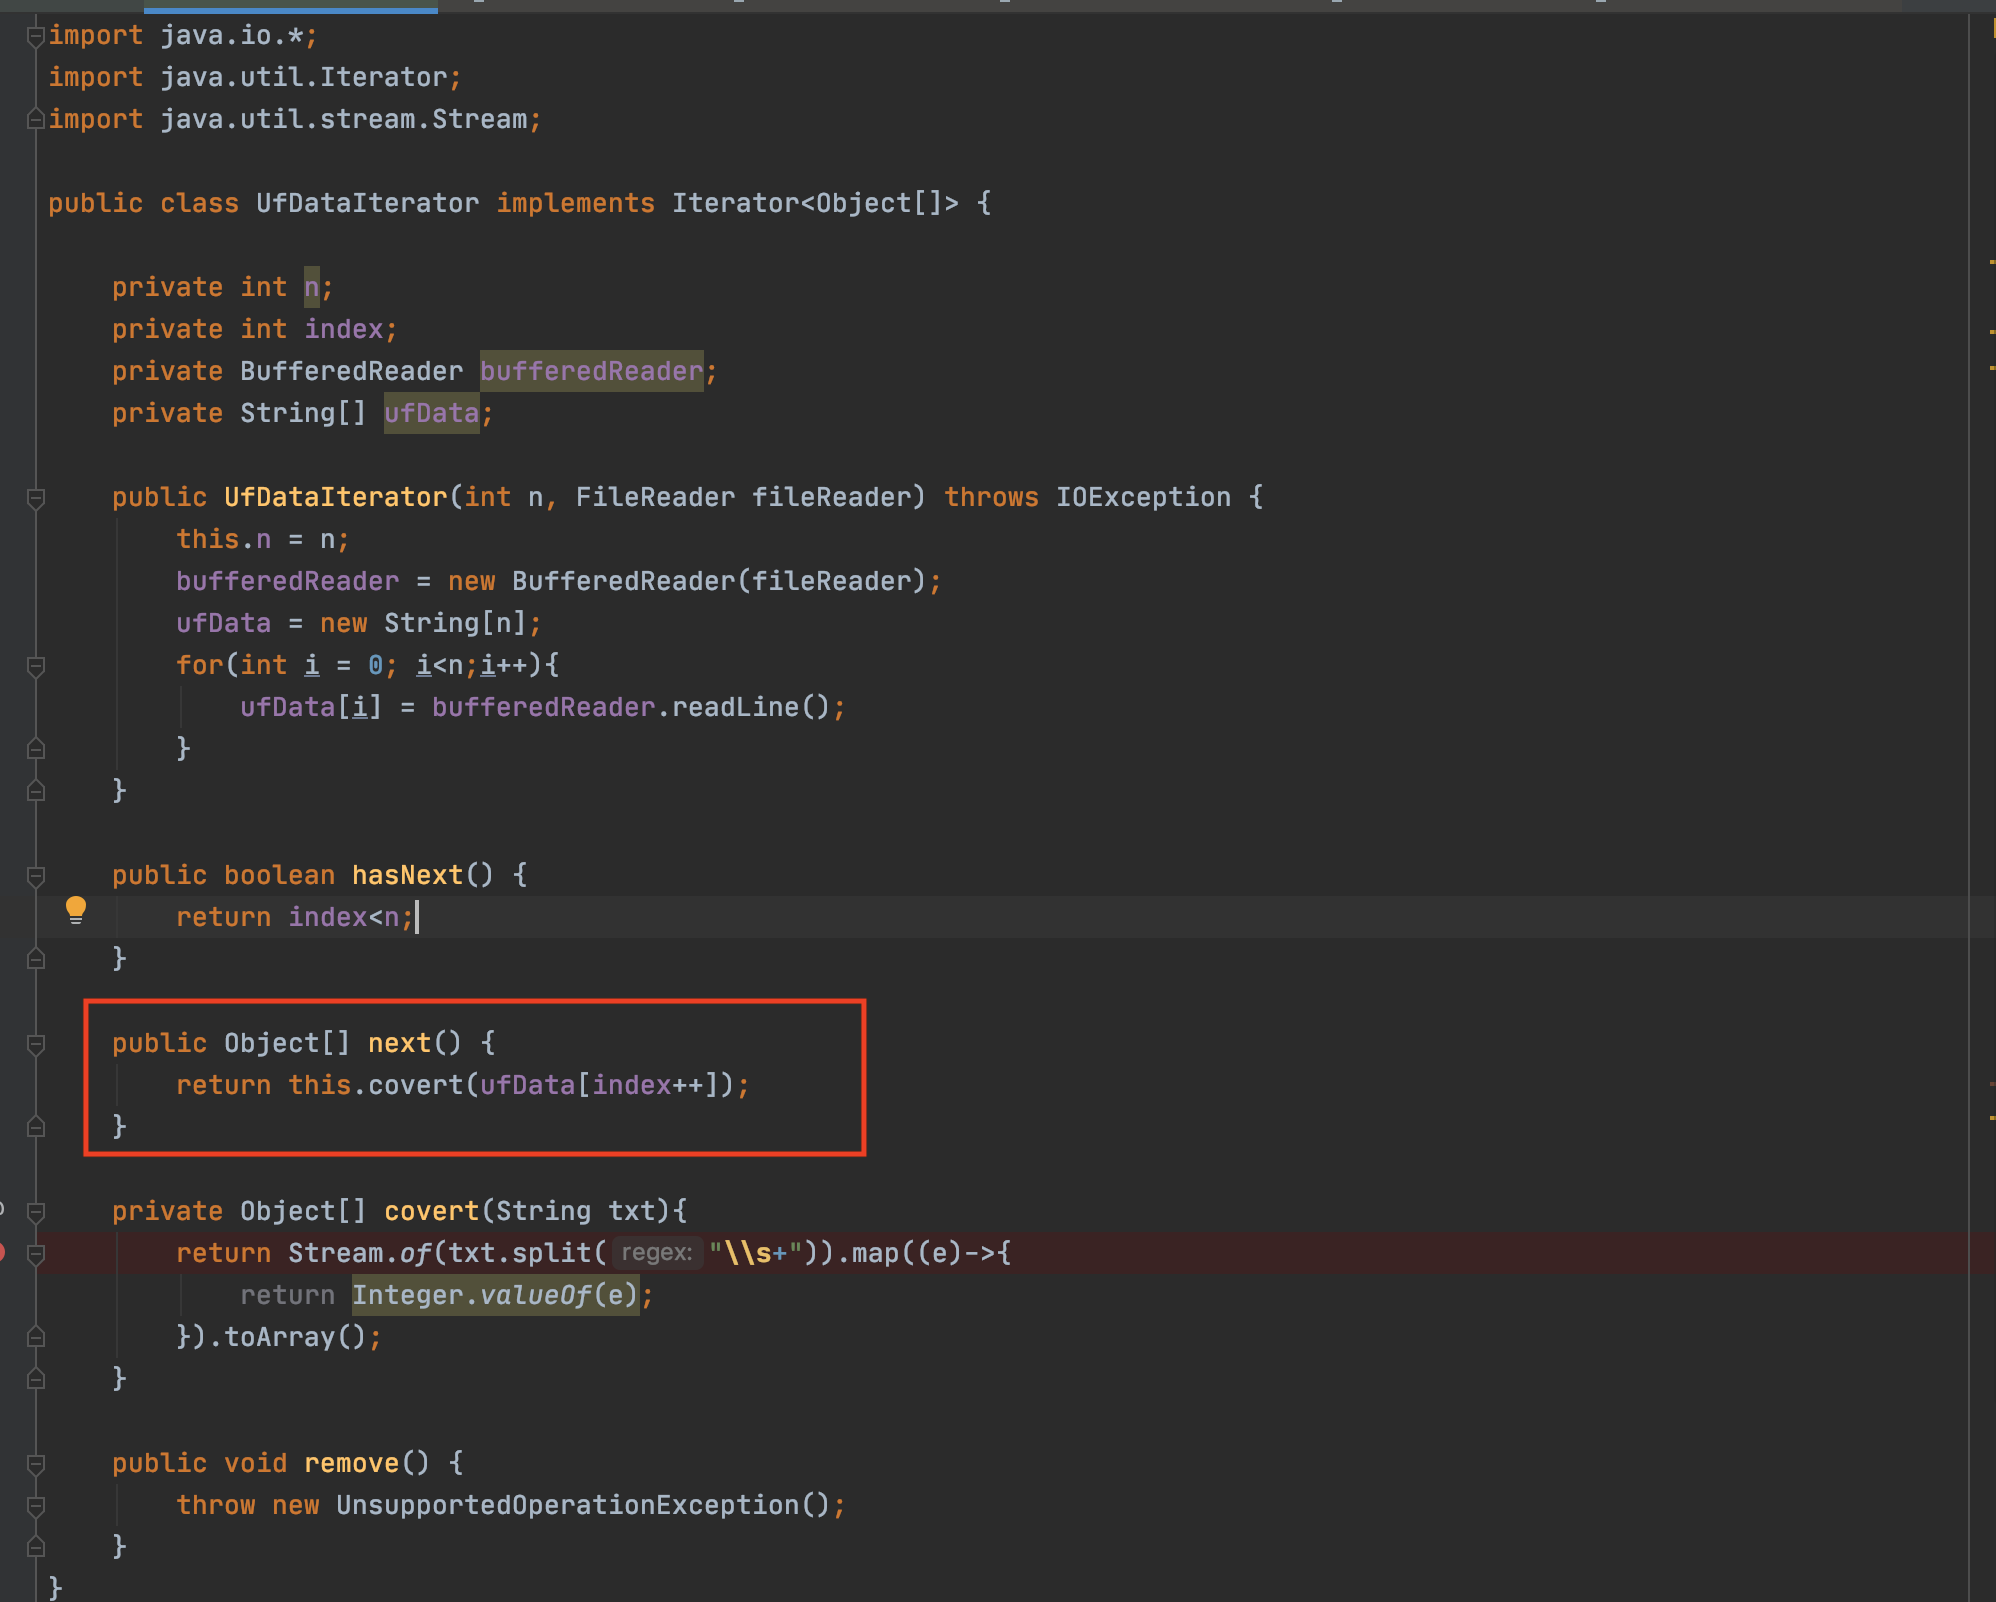 import java.io.*;
import java.util.Iterator;
import java.util.stream.Stream;
public class UfDataIterator implements Iterator<Object[]> {
private int n;
private int index;
private BufferedReader bufferedReader;
private String[] ufData;
public UfDataIterator(int n, FileReader fileReader) throws IOException {
this.n = n;
bufferedReader = new BufferedReader(fileReader);
ufData = new String[n];
for(int i = 0; i<n;i++){
ufData[i] = bufferedReader.readLine();
}
}
public boolean hasNext() {
return index<n;
}
public Object[] next() {
return this.covert(ufData[index++]);
}
private Object[] covert(String txt){
return Stream.of(txt.split( regex: "\\s+")).map((e)->{
return Integer.valueOf(e);
}).toArray();
}
public void remove() {
throw new UnsupportedOperationException();
}
}